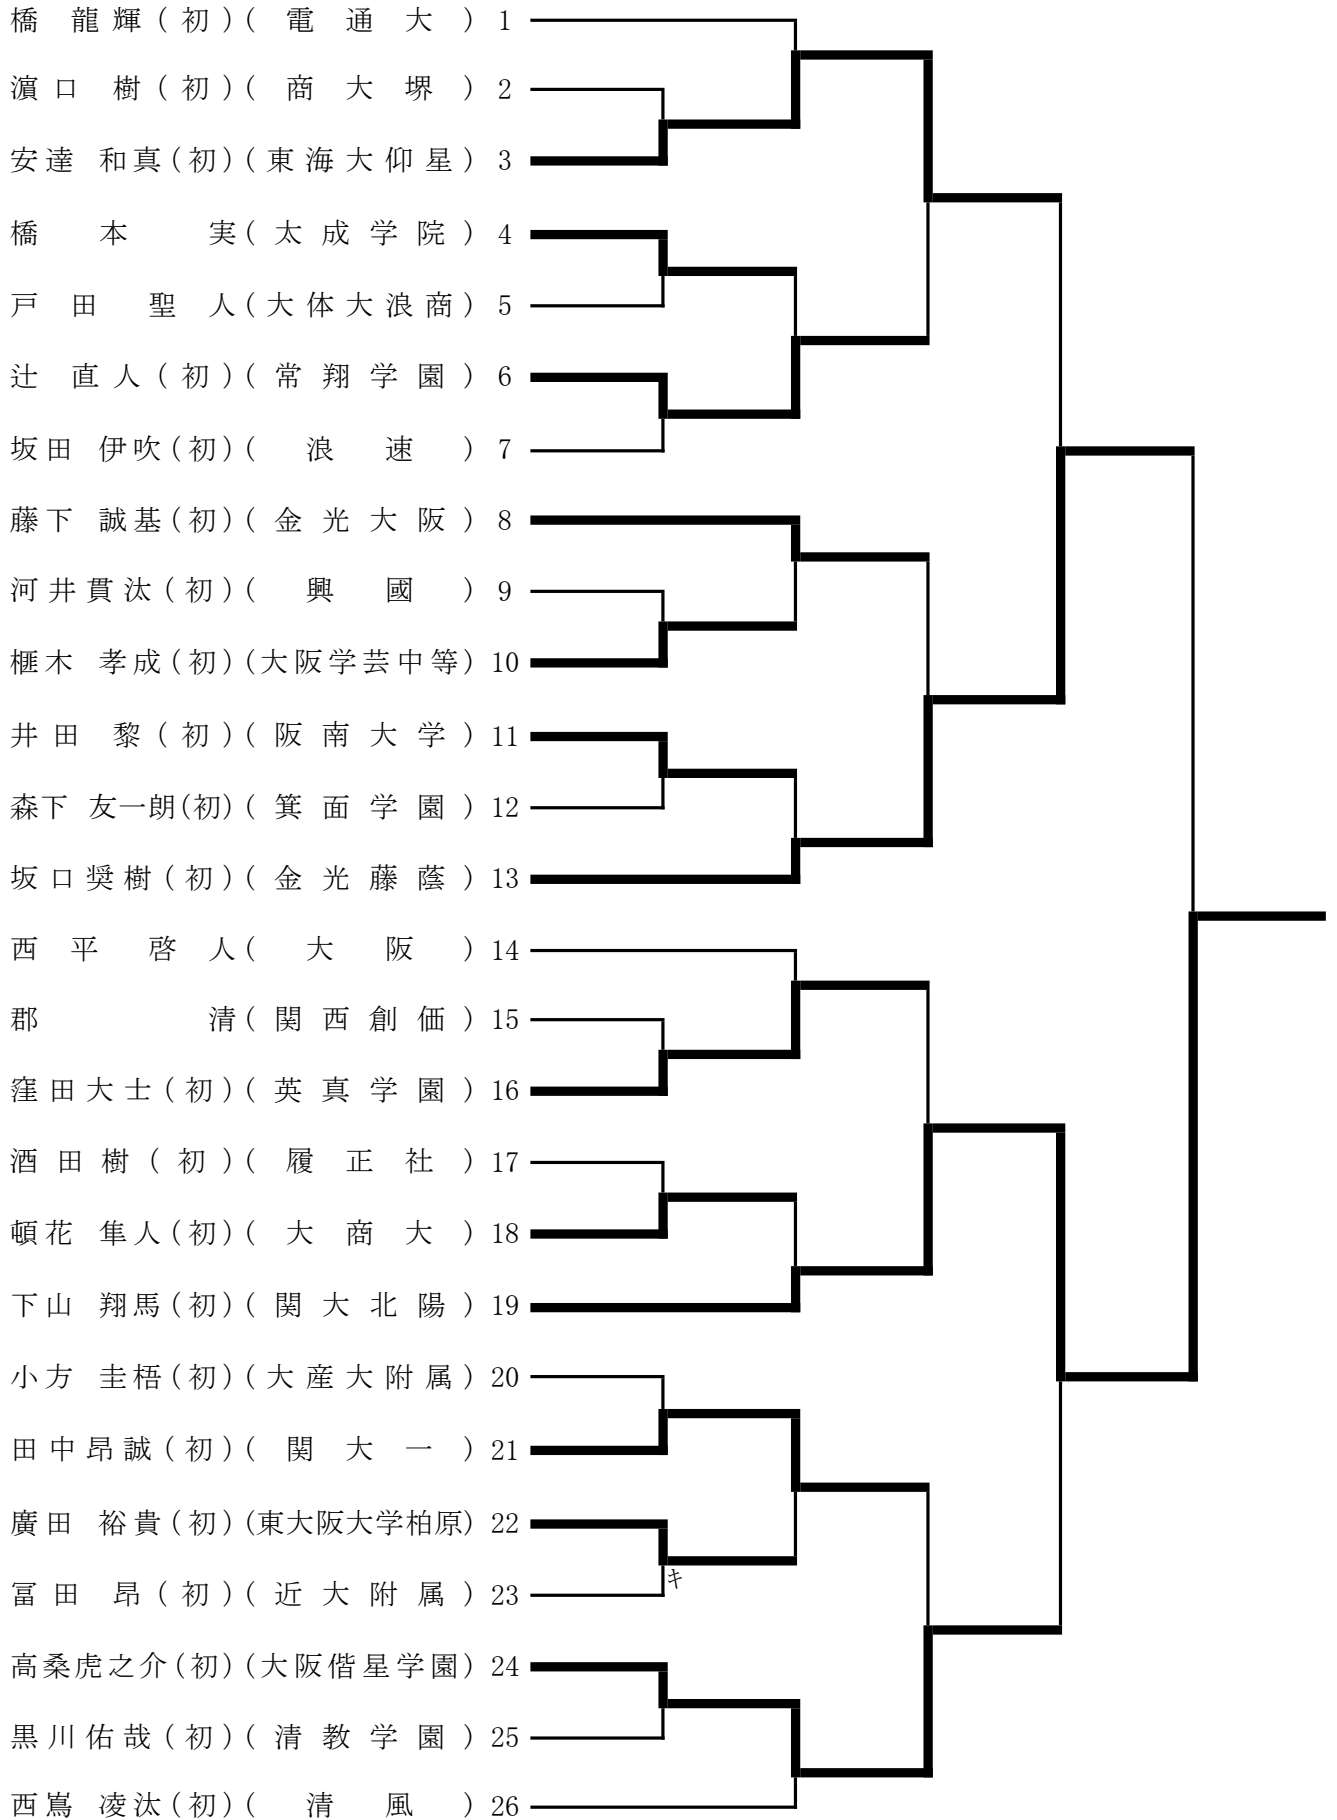 橋 龍輝(初)(電通大) 1
濵口 樹(初)(商大堺) 2
安達 和真(初)(東海大仰星) 3
橋本 実(太成学院) 4
戸田 聖人(大体大浪商) 5
辻 直人(初)(常翔学園) 6
坂田 伊吹(初)(浪速) 7
藤下 誠基(初)(金光大阪) 8
河井貫汰(初)(興國) 9
榧木 孝成(初)(大阪学芸中等) 10
井田 黎(初)(阪南大学) 11
森下 友一朗(初)(箕面学園) 12
坂口奨樹(初)(金光藤蔭) 13
西平 啓人(大阪) 14
郡 清(関西創価) 15
窪田大士(初)(英真学園) 16
酒田樹(初)(履正社) 17
頓花 隼人(初)(大商大) 18
下山 翔馬(初)(関大北陽) 19
小方 圭梧(初)(大産大附属) 20
田中昂誠(初)(関大一) 21
廣田 裕貴(初)(東大阪大学柏原) 22
冨田 昂(初)(近大附属) 23
キ
高桑虎之介(初)(大阪偕星学園) 24
黒川佑哉(初)(清教学園) 25
西嶌 凌汰(初)(清風) 26